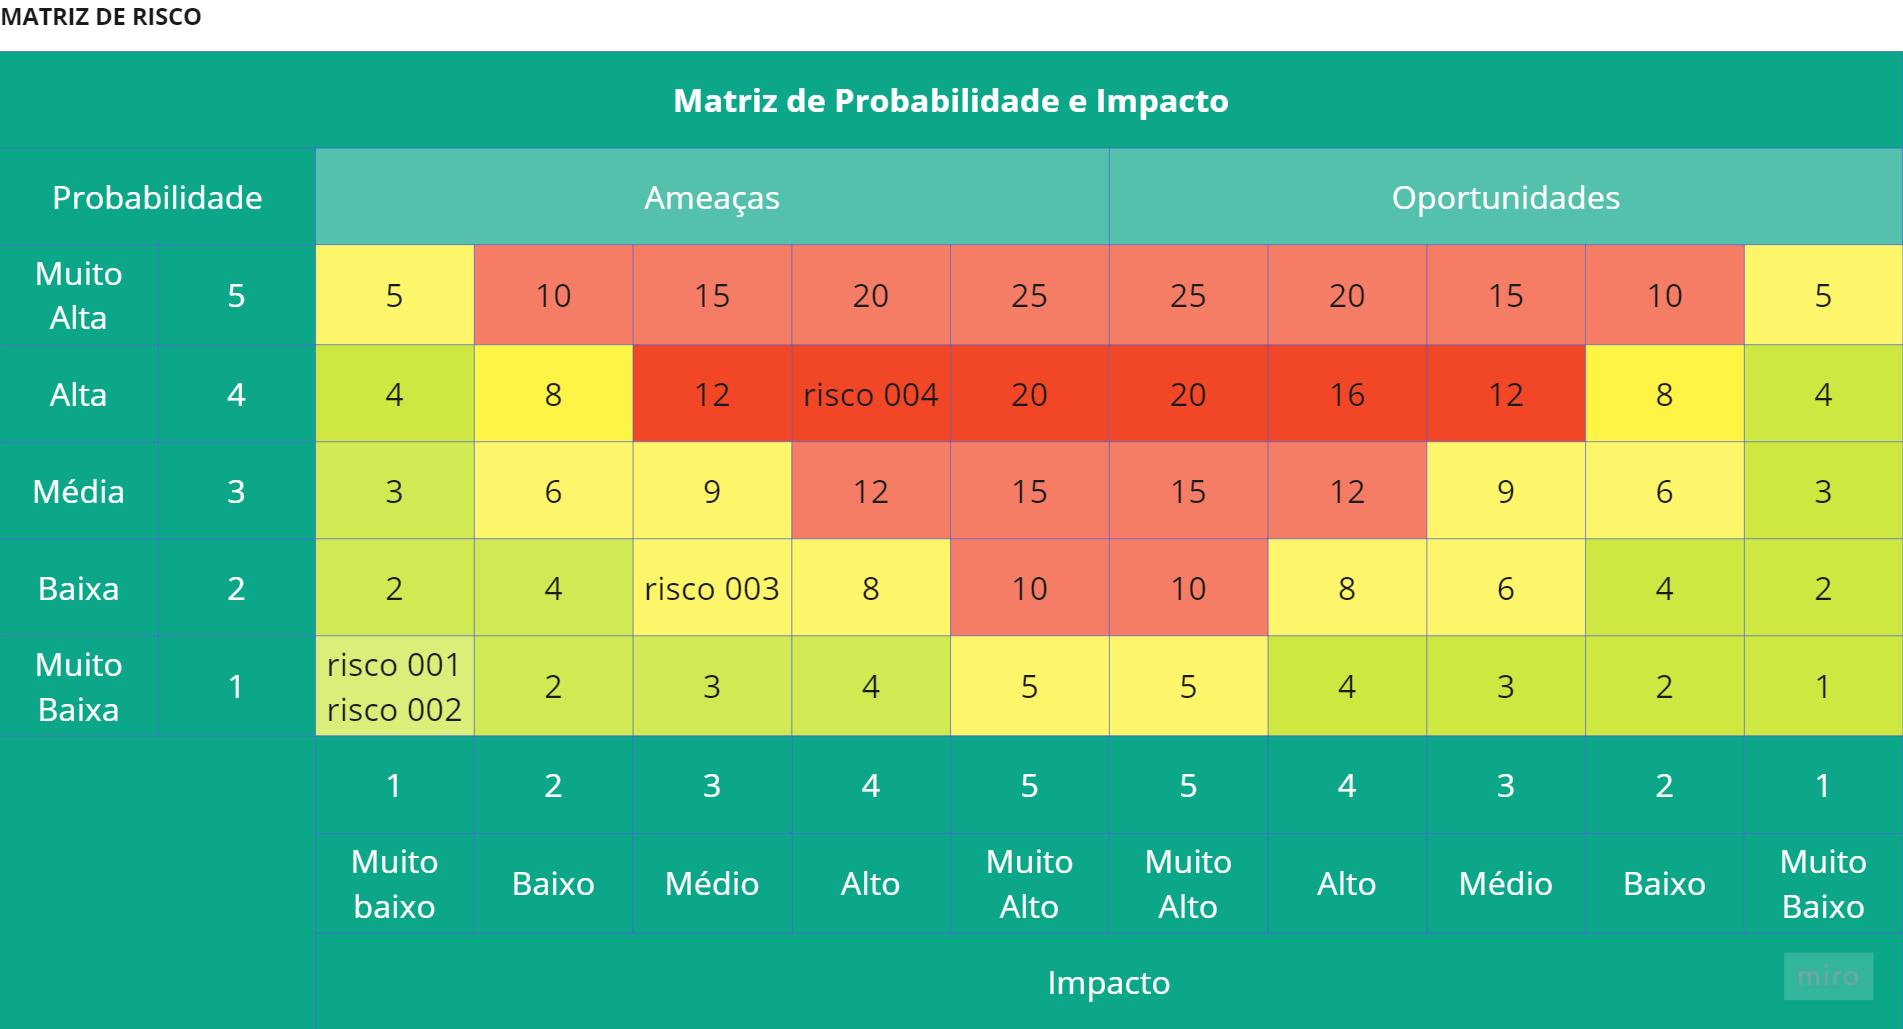 MATRIZ DE RISCO
Matriz de Probabilidade e Impacto
Probabilidade Ameaças Oportunidades
Muito Alta 5 5 10 15 20 25 25 20 15 10 5
Alta 4 4 8 12 risco 004 20 20 16 12 8 4
Média 3 3 6 9 12 15 15 12 9 6 3
Baixa 2 2 4 risco 003 8 10 10 8 6 4 2
Muito Baixa 1 risco 001 risco 002 2 3 4 5 5 4 3 2 1
1 2 3 4 5 5 4 3 2 1
Muito baixo Baixo Médio Alto Muito Alto Muito Alto Alto Médio Baixo Muito Baixo
Impacto
miro